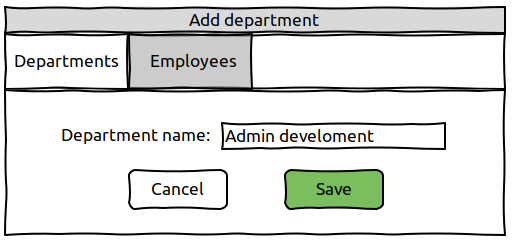 Add department
Departments Employees
Department name: Admin develoment
Cancel Save